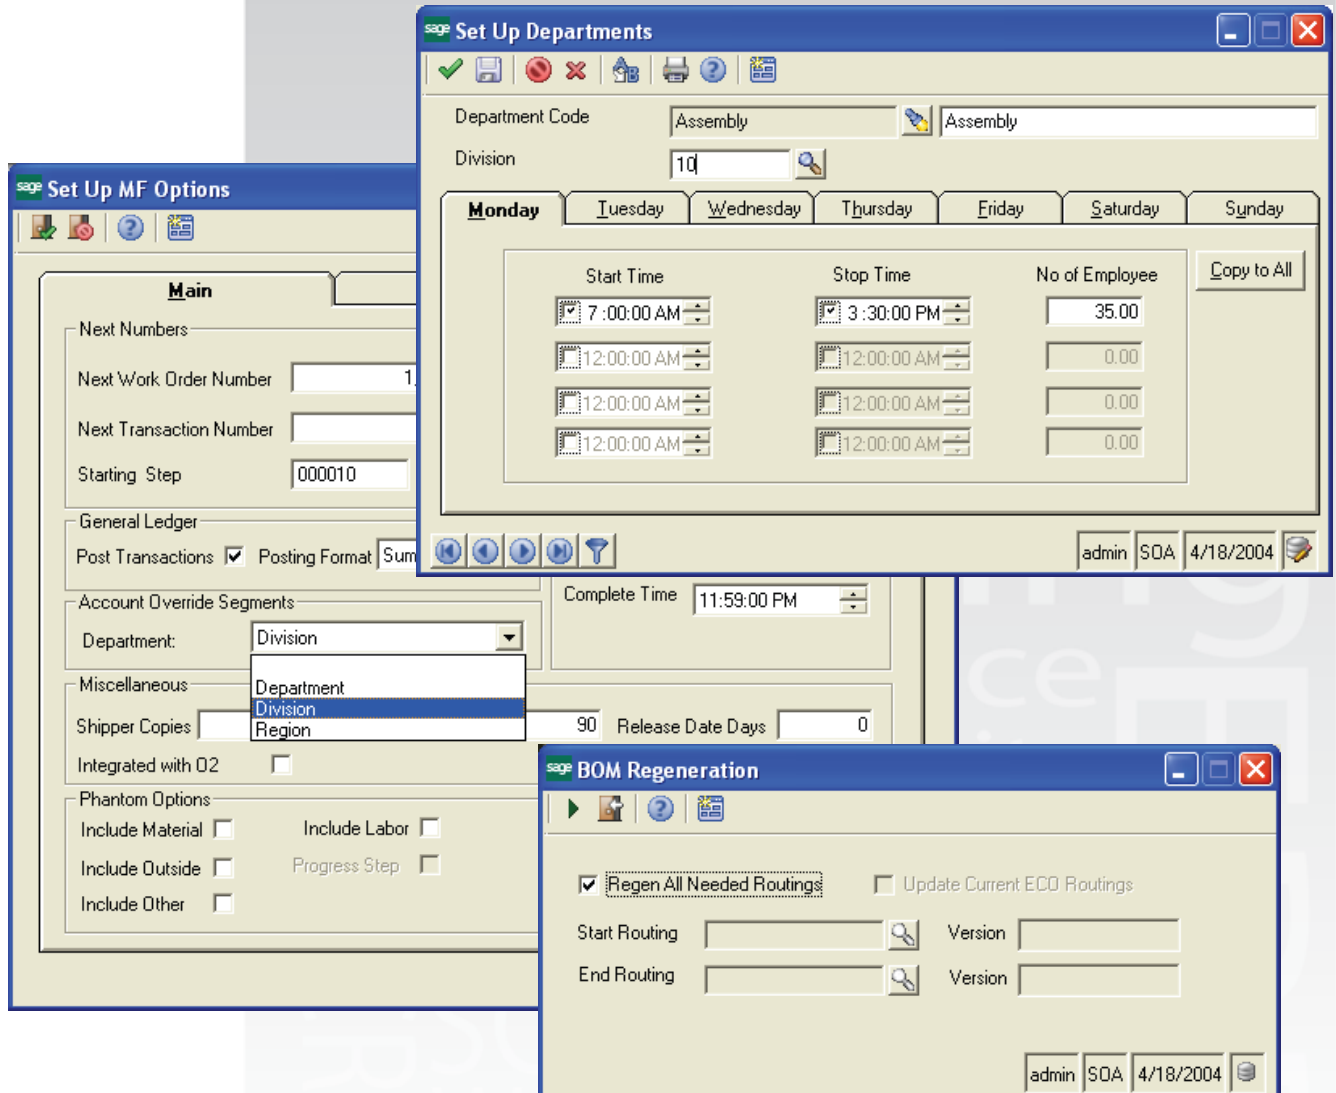 sage Set Up Departments
Department Code Assembly Assembly
Division 10
Monday Tuesday Wednesday Thursday Friday Saturday Sunday
Start Time Stop Time No of Employee Copy to All
7 :00:00 AM 3 :30:00 PM 35.00
12:00:00 AM 12:00:00 AM 0.00
12:00:00 AM 12:00:00 AM 0.00
12:00:00 AM 12:00:00 AM 0.00
admin SOA 4/18/2004
sage Set Up MF Options
Main
Next Numbers
Next Work Order Number 1.
Next Transaction Number
Starting Step 000010
General Ledger
Post Transactions Posting Format Sum
Account Override Segments
Department: Division
Department
Division
Region
Complete Time 11:59:00 PM
Miscellaneous
Shipper Copies 90 Release Date Days 0
Integrated with O2
Phantom Options
Include Material Include Labor
Include Outside Progress Step
Include Other
sage BOM Regeneration
Regen All Needed Routings Update Current ECO Routings
Start Routing Version
End Routing Version
admin SOA 4/18/2004